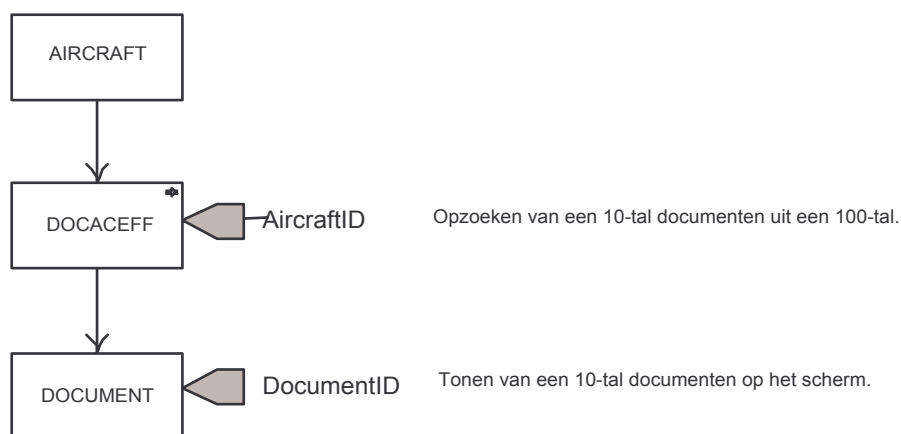 AIRCRAFT
DOCACEFF
AircraftID
Opzoeken van een 10-tal documenten uit een 100-tal.
DOCUMENT
DocumentID
Tonen van een 10-tal documenten op het scherm.